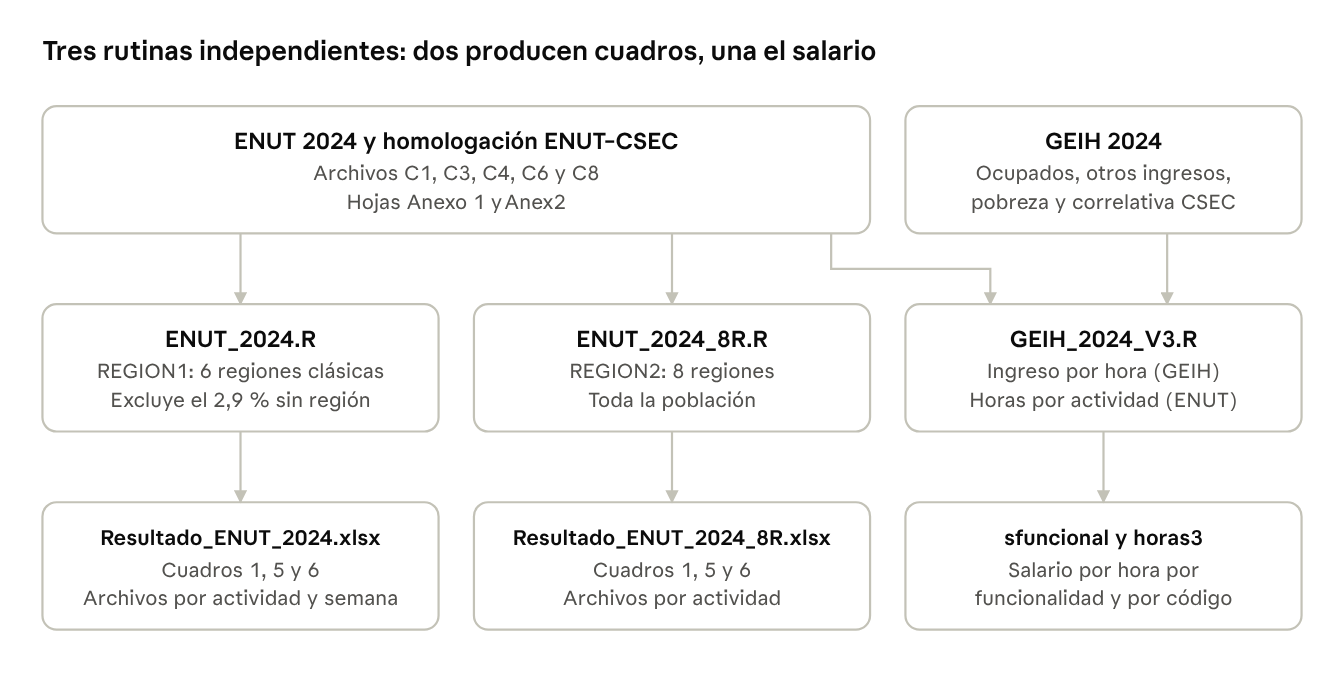 Tres rutinas independientes: dos producen cuadros, una el salario
ENUT 2024 y homologación ENUT-CSEC
Archivos C1, C3, C4, C6 y C8
Hojas Anexo 1 y Anex2
GEIH 2024
Ocupados, otros ingresos,
pobreza y correlativa CSEC
ENUT_2024.R
REGION1: 6 regiones clásicas
Excluye el 2,9 % sin región
ENUT_2024_8R.R
REGION2: 8 regiones
Toda la población
GEIH_2024_V3.R
Ingreso por hora (GEIH)
Horas por actividad (ENUT)
Resultado_ENUT_2024.xlsx
Cuadros 1, 5 y 6
Archivos por actividad y semana
Resultado_ENUT_2024_8R.xlsx
Cuadros 1, 5 y 6
Archivos por actividad
sfuncional y horas3
Salario por hora por
funcionalidad y por código